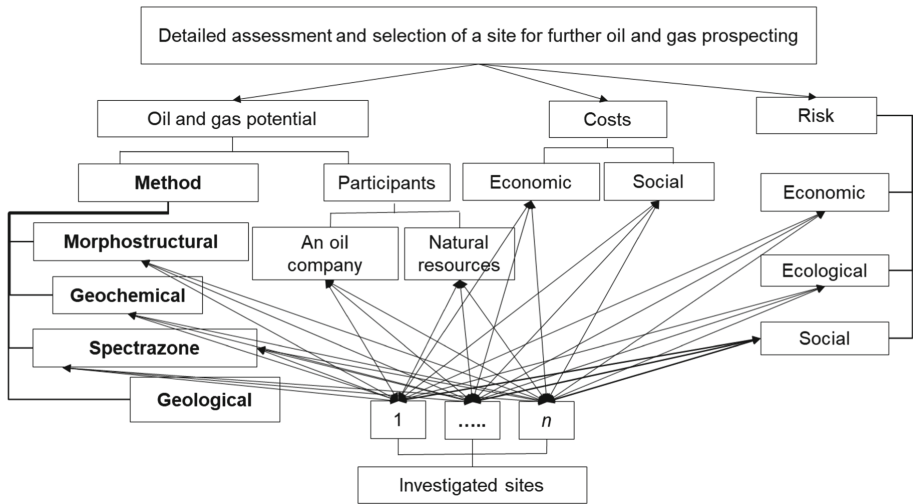 Detailed assessment and selection of a site for further oil and gas prospecting
Oil and gas potential
Costs
Risk
Method
Participants
Economic
Social
Economic
Morphostructural
An oil
company
Natural
resources
Ecological
Geochemical
Spectrazone
Social
Geological
1
.....
n
Investigated sites